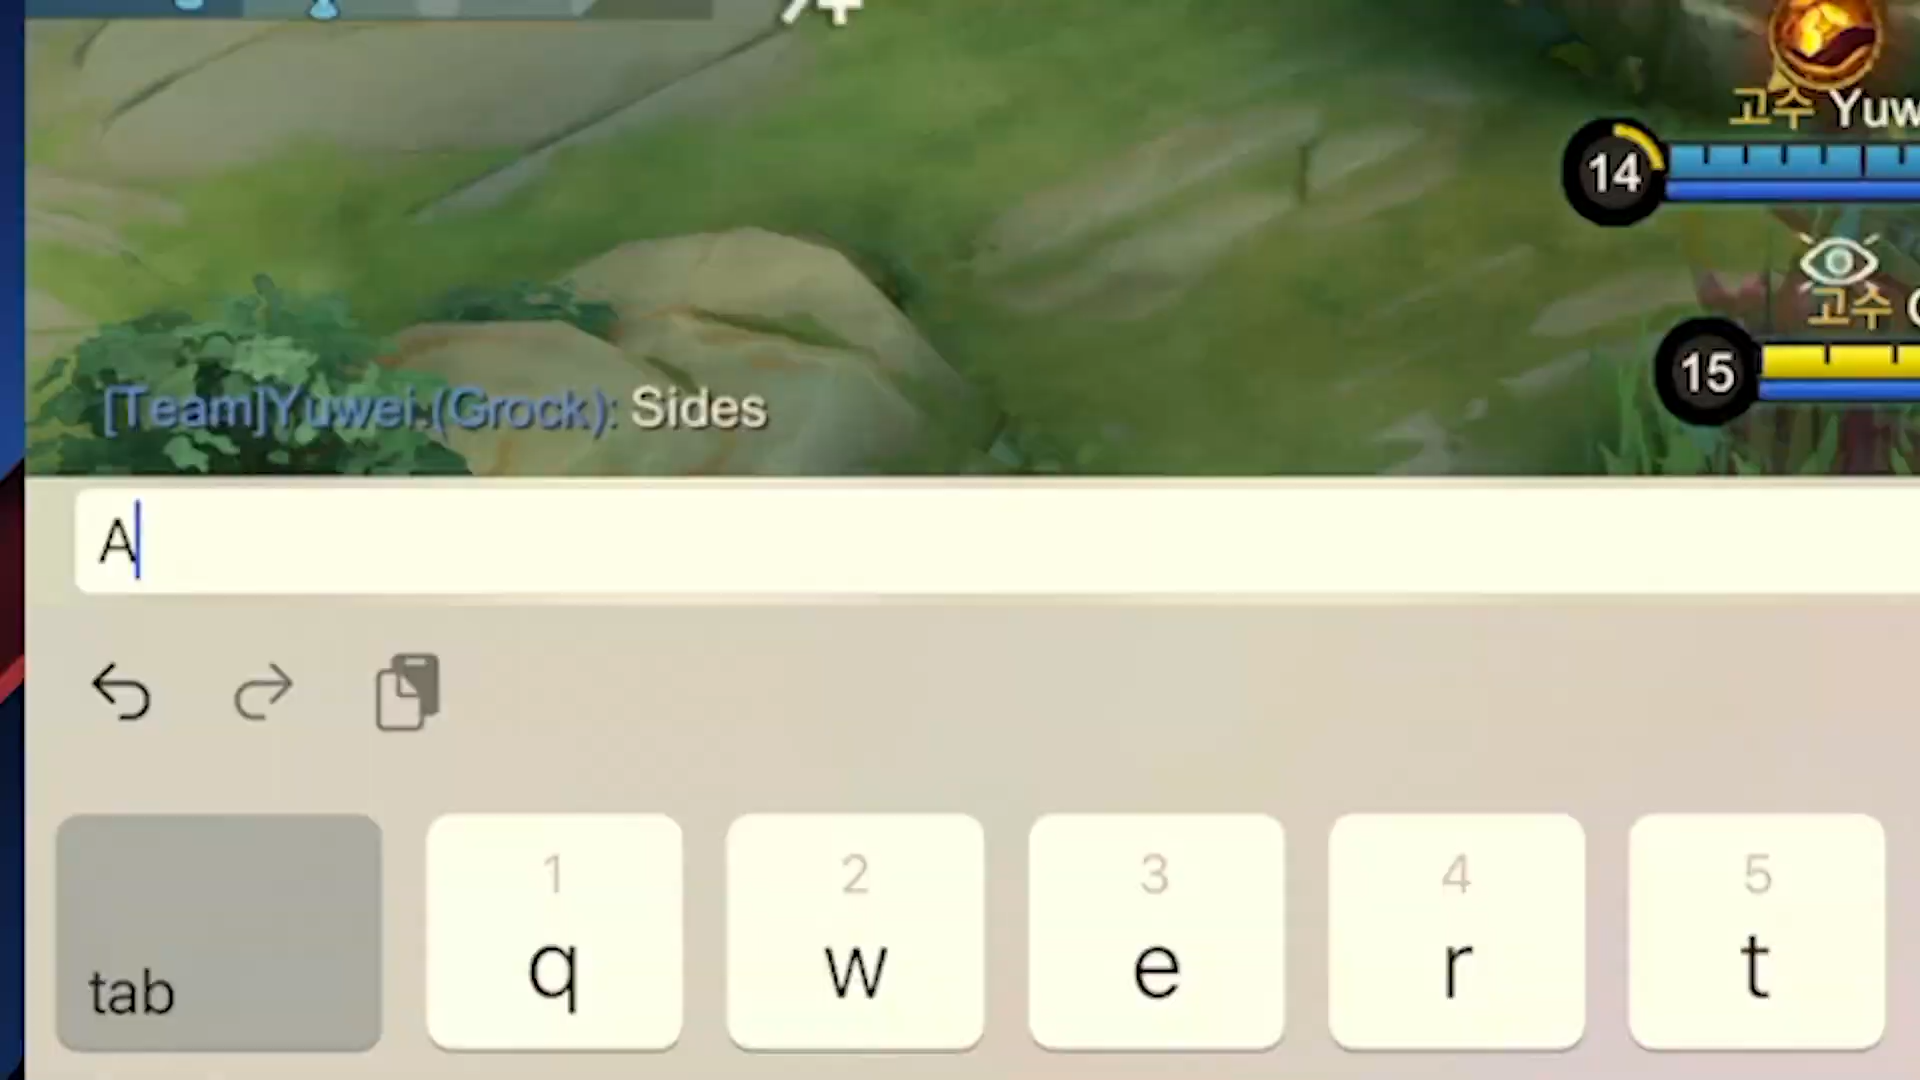 고수 Yuw
14
고수
15
[Team]Yuwei.(Grock): Sides
A
1 2 3 4 5
tab q w e r t